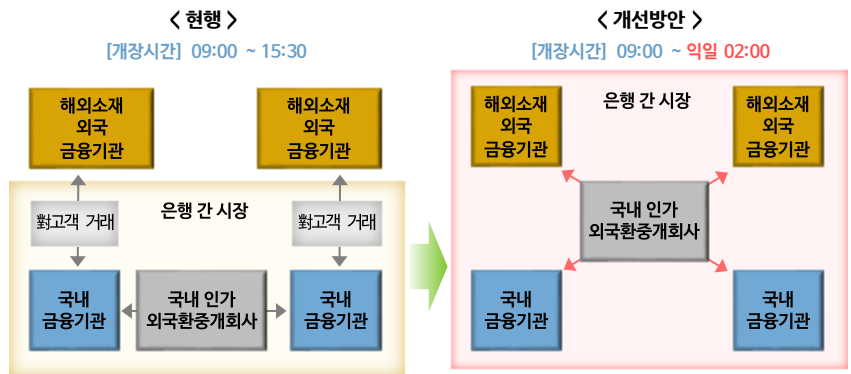 < 현행 >
[개장시간] 09:00 ~ 15:30
해외소재
외국
금융기관
해외소재
외국
금융기관
은행 간 시장
對고객 거래
對고객 거래
국내
금융기관
국내 인가
외국환중개회사
국내
금융기관
< 개선방안 >
[개장시간] 09:00 ~ 익일 02:00
은행 간 시장
해외소재
외국
금융기관
해외소재
외국
금융기관
국내 인가
외국환중개회사
국내
금융기관
국내
금융기관